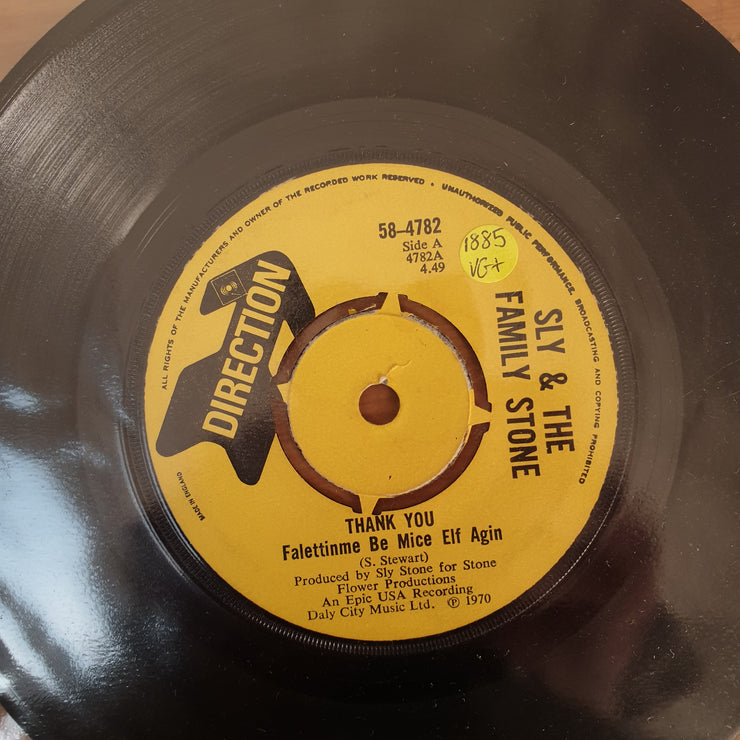 ALL RIGHTS OF THE MANUFACTURERS AND OWNER OF THE RECORDED WORK RESERVED • UNAUTHORIZED PUBLIC PERFORMANCE, BROADCASTING AND COPYING PROHIBITED
58-4782
Side A
4782A
4.49
1885
VG+
DIRECTION
SLY & THE
FAMILY STONE
MADE IN ENGLAND
THANK YOU
Falettinme Be Mice Elf Agin
(S. Stewart)
Produced by Sly Stone for Stone
Flower Productions
An Epic USA Recording
Daly City Music Ltd. ℗ 1970